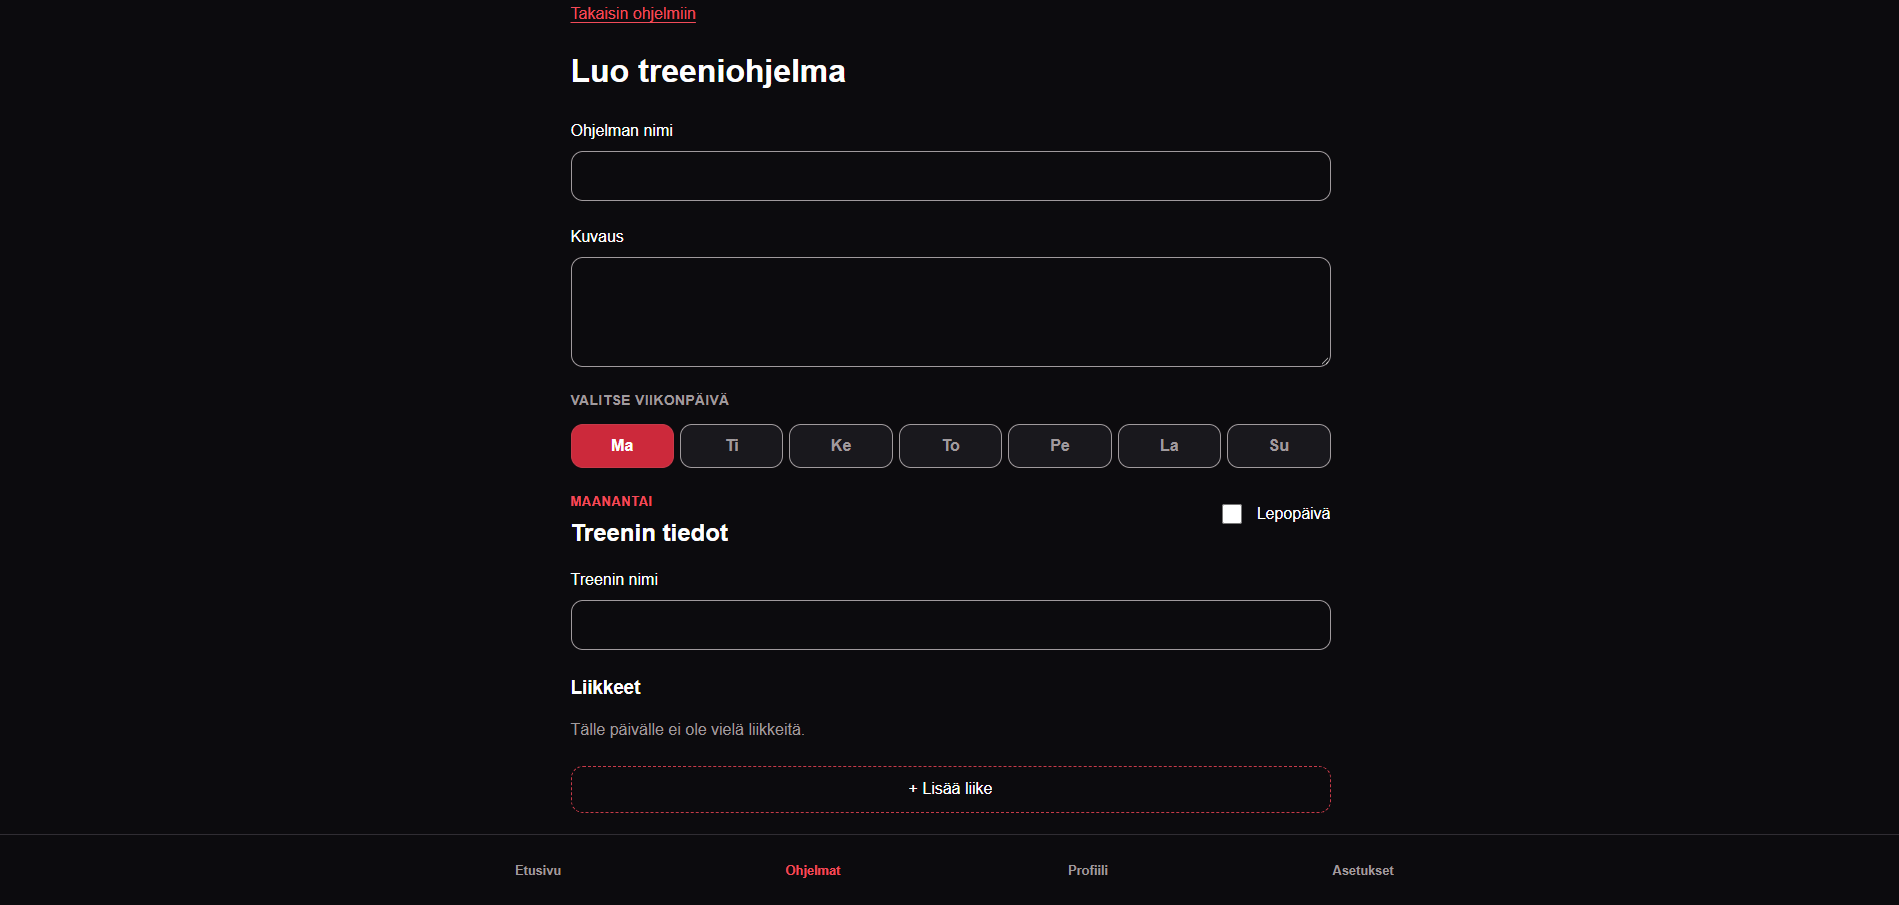 Takaisin ohjelmiin
Luo treeniohjelma
Ohjelman nimi
Kuvaus
VALITSE VIIKONPÄIVÄ
Ma Ti Ke To Pe La Su
MAANANTAI
Lepopäivä
Treenin tiedot
Treenin nimi
Liikkeet
Tälle päivälle ei ole vielä liikkeitä.
+ Lisää liike
Etusivu Ohjelmat Profiili Asetukset